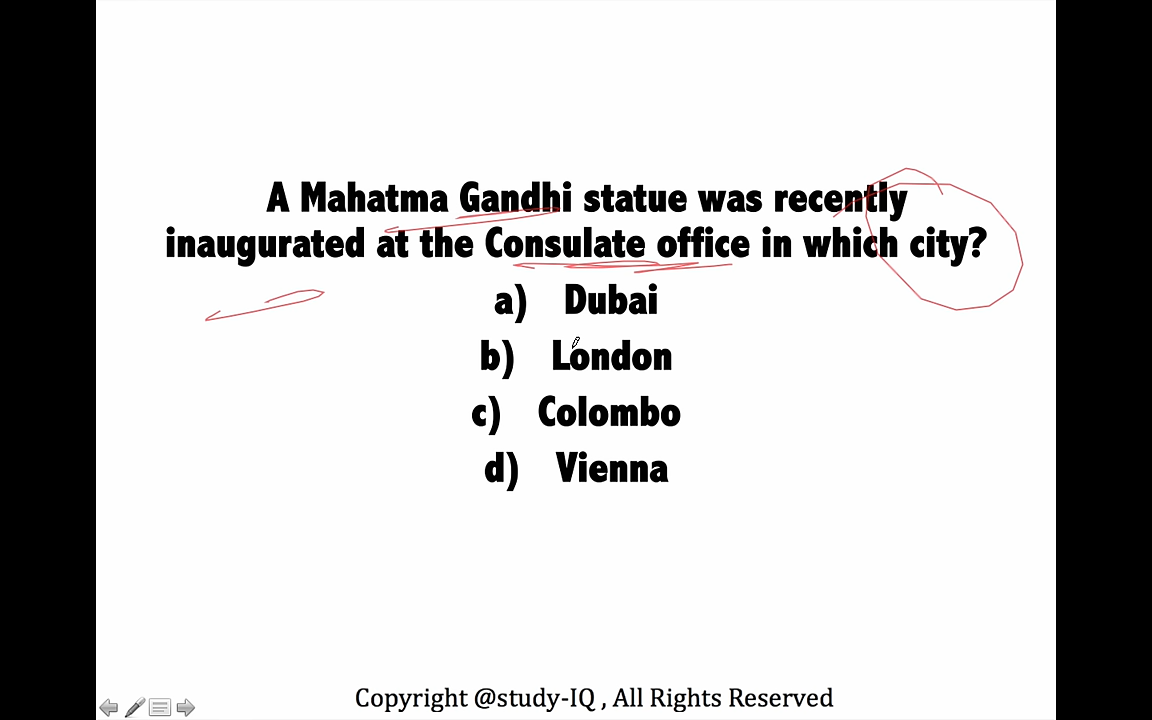 A Mahatma Gandhi statue was recently
inaugurated at the Consulate office in which city?
a) Dubai
b) London
c) Colombo
d) Vienna
Copyright @study-IQ , All Rights Reserved